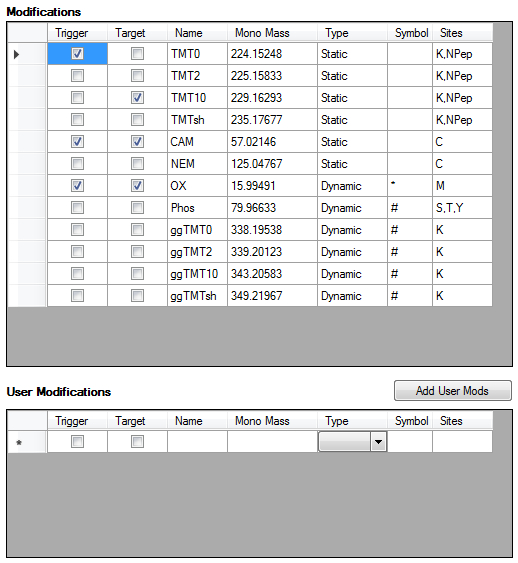 Modifications
Trigger Target Name Mono Mass Type Symbol Sites
TMT0 224.15248 Static K,NPep
TMT2 225.15833 Static K,NPep
TMT10 229.16293 Static K,NPep
TMTsh 235.17677 Static K,NPep
CAM 57.02146 Static C
NEM 125.04767 Static C
OX 15.99491 Dynamic * M
Phos 79.96633 Dynamic # S,T,Y
ggTMT0 338.19538 Dynamic # K
ggTMT2 339.20123 Dynamic # K
ggTMT10 343.20583 Dynamic # K
ggTMTsh 349.21967 Dynamic # K
User Modifications Add User Mods
Trigger Target Name Mono Mass Type Symbol Sites
*